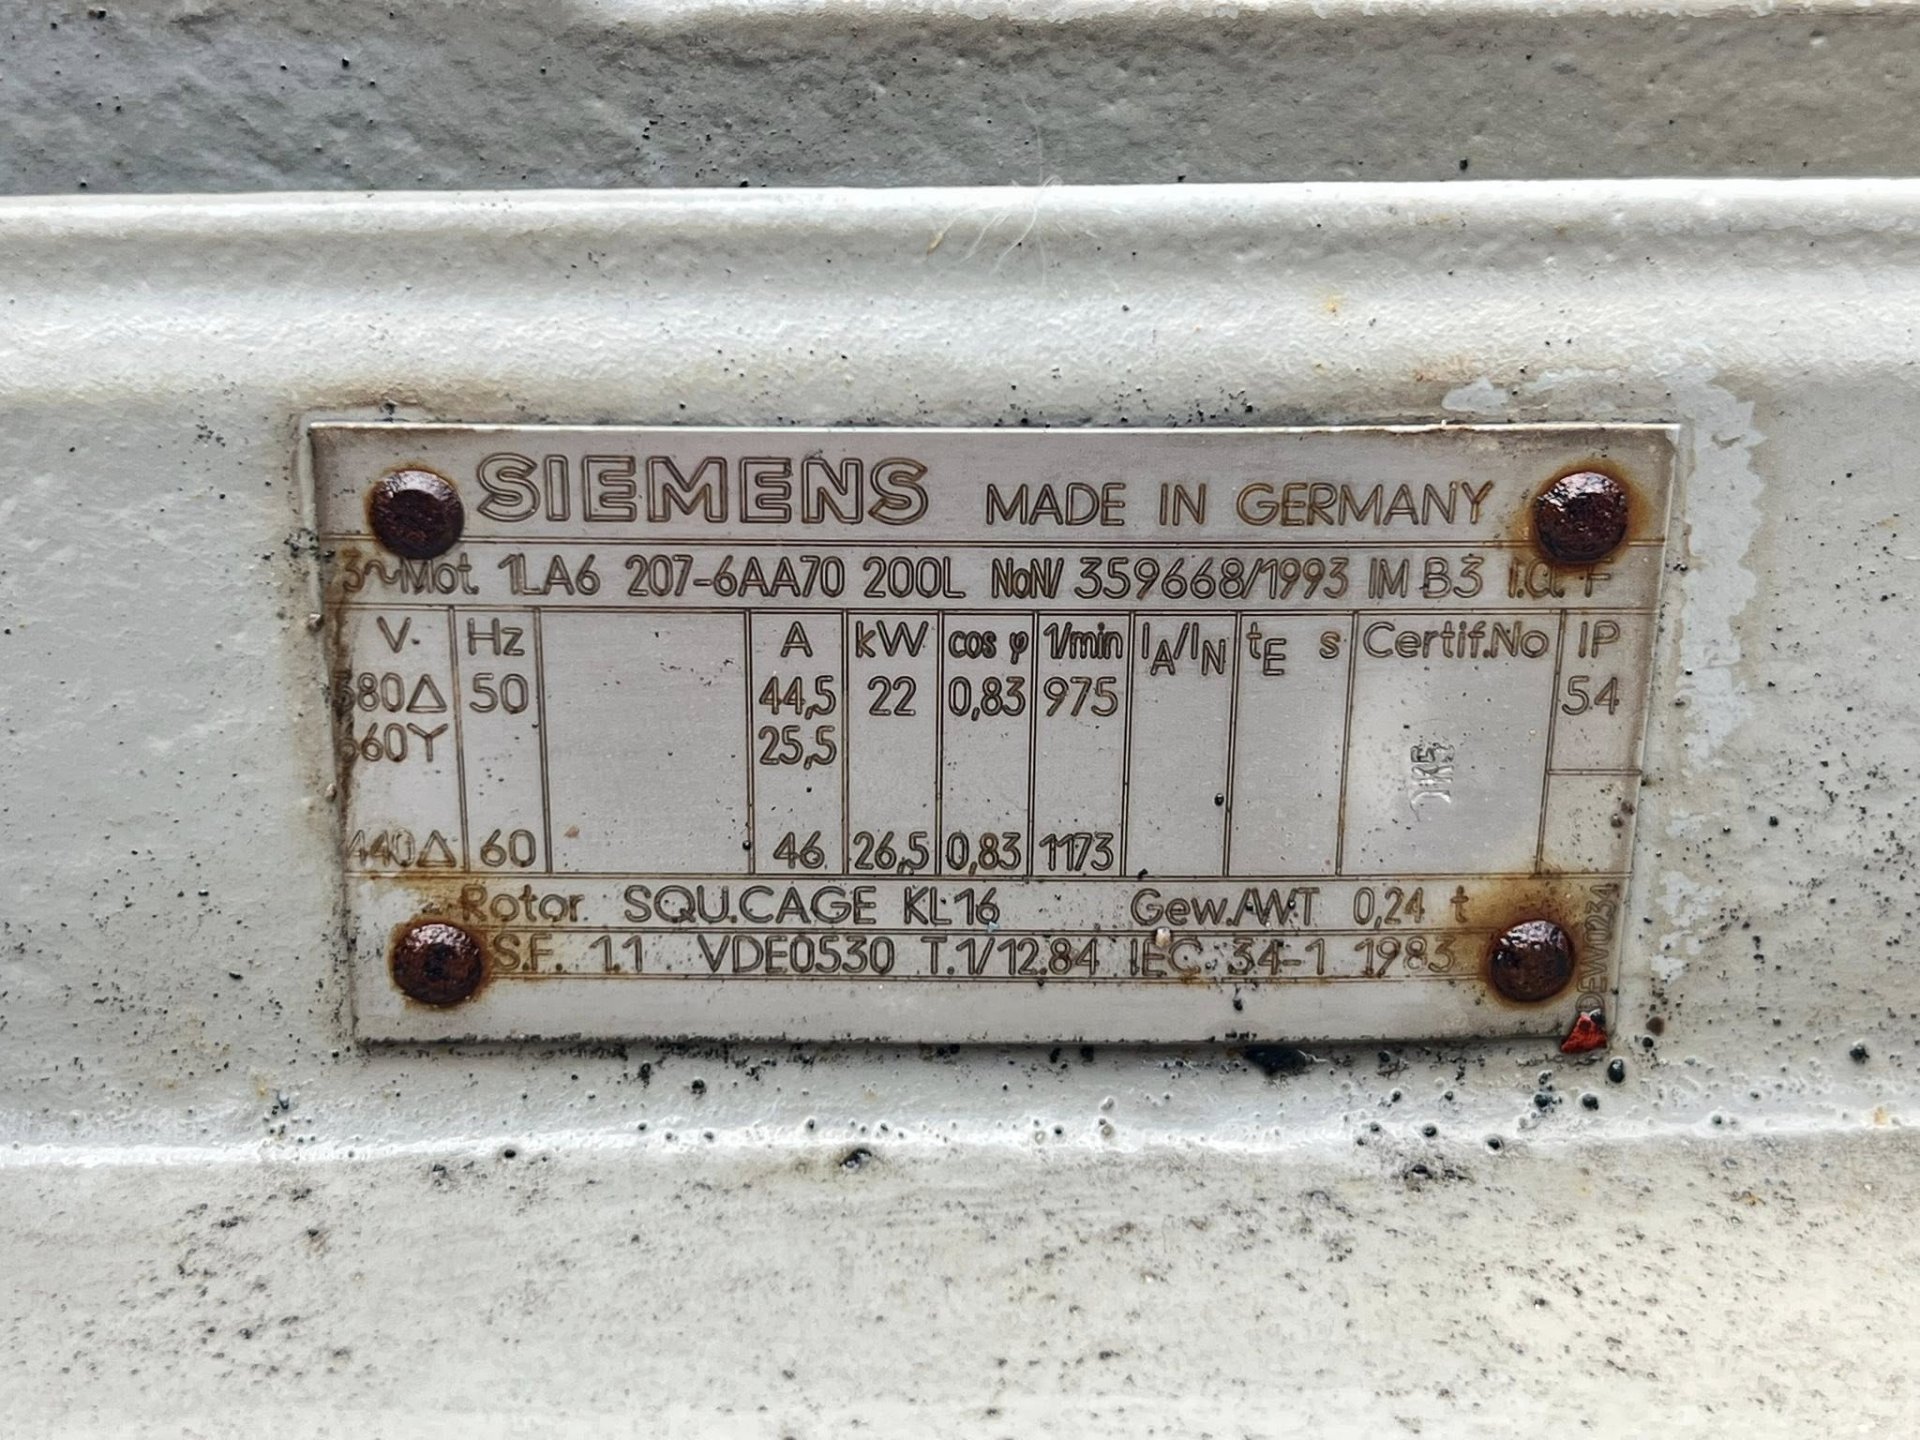 SIEMENS MADE IN GERMANY
3~Mot. 1LA6 207-6AA70 200L NoN/ 359668/1993 IM B3 I.Cl. F
V. Hz A kW cos φ 1/min IA/IN tE s Certif.No IP
380Δ 50 44,5 22 0,83 975 54
660Y 25,5
440Δ 60 46 26,5 0,83 1173
Rotor SQU.CAGE KL16 Gew./WT 0,24 t
S.F. 1.1 VDE0530 T.1/12.84 IEC 34-1 1983
DEW0234